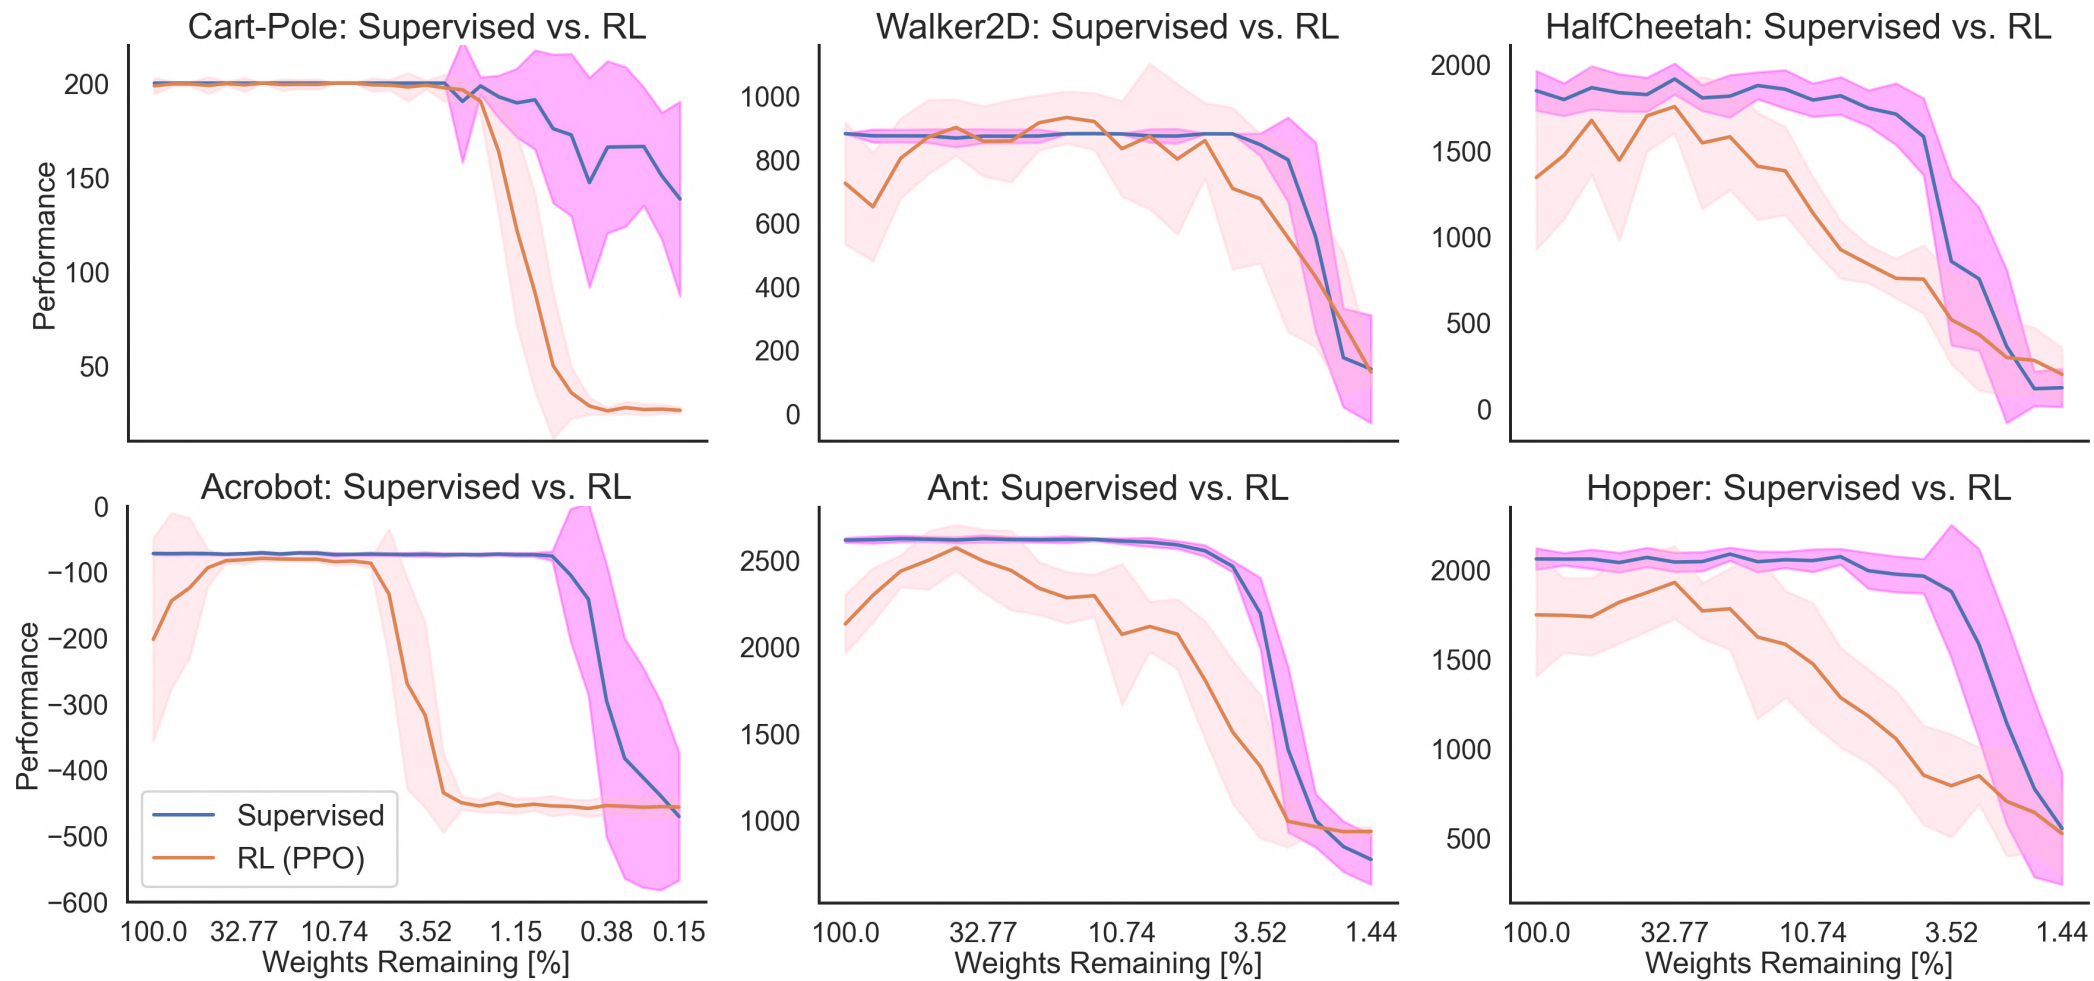 Cart-Pole: Supervised vs. RL
Walker2D: Supervised vs. RL
HalfCheetah: Supervised vs. RL
Performance
200
150
100
50
1000
800
600
400
200
0
2000
1500
1000
500
0
Acrobot: Supervised vs. RL
Ant: Supervised vs. RL
Hopper: Supervised vs. RL
Performance
0
−100
−200
−300
−400
−500
−600
Supervised
RL (PPO)
2500
2000
1500
1000
2000
1500
1000
500
100.0 32.77 10.74 3.52 1.15 0.38 0.15
Weights Remaining [%]
100.0 32.77 10.74 3.52 1.44
Weights Remaining [%]
100.0 32.77 10.74 3.52 1.44
Weights Remaining [%]